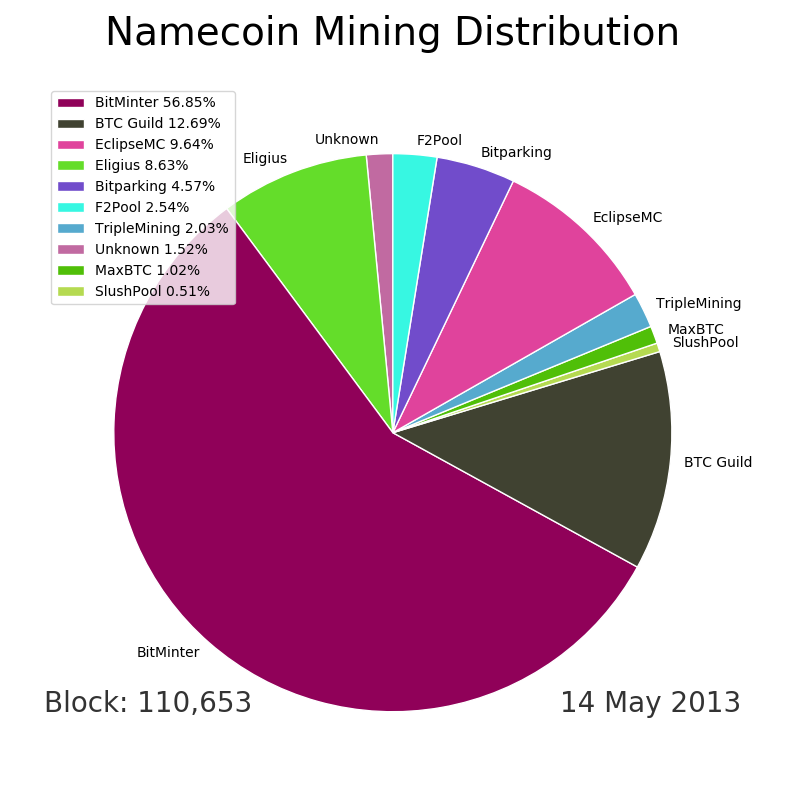 Namecoin Mining Distribution
BitMinter 56.85%
BTC Guild 12.69%
EclipseMC 9.64%
Eligius 8.63%
Bitparking 4.57%
F2Pool 2.54%
TripleMining 2.03%
Unknown 1.52%
MaxBTC 1.02%
SlushPool 0.51%
Unknown
F2Pool
Bitparking
Eligius
EclipseMC
TripleMining
MaxBTC
SlushPool
BTC Guild
BitMinter
Block: 110,653
14 May 2013